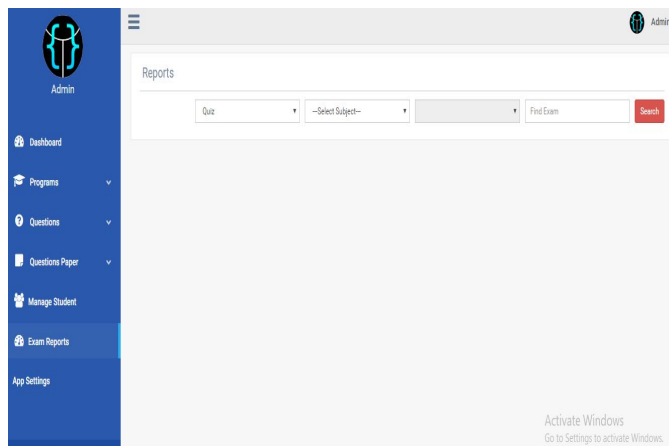 Admin
Admin
Reports
Quiz
---Select Subject---
Find Exam
Search
Dashboard
Programs
Questions
Questions Paper
Manage Student
Exam Reports
App Settings
Activate Windows
Go to Settings to activate Windows.